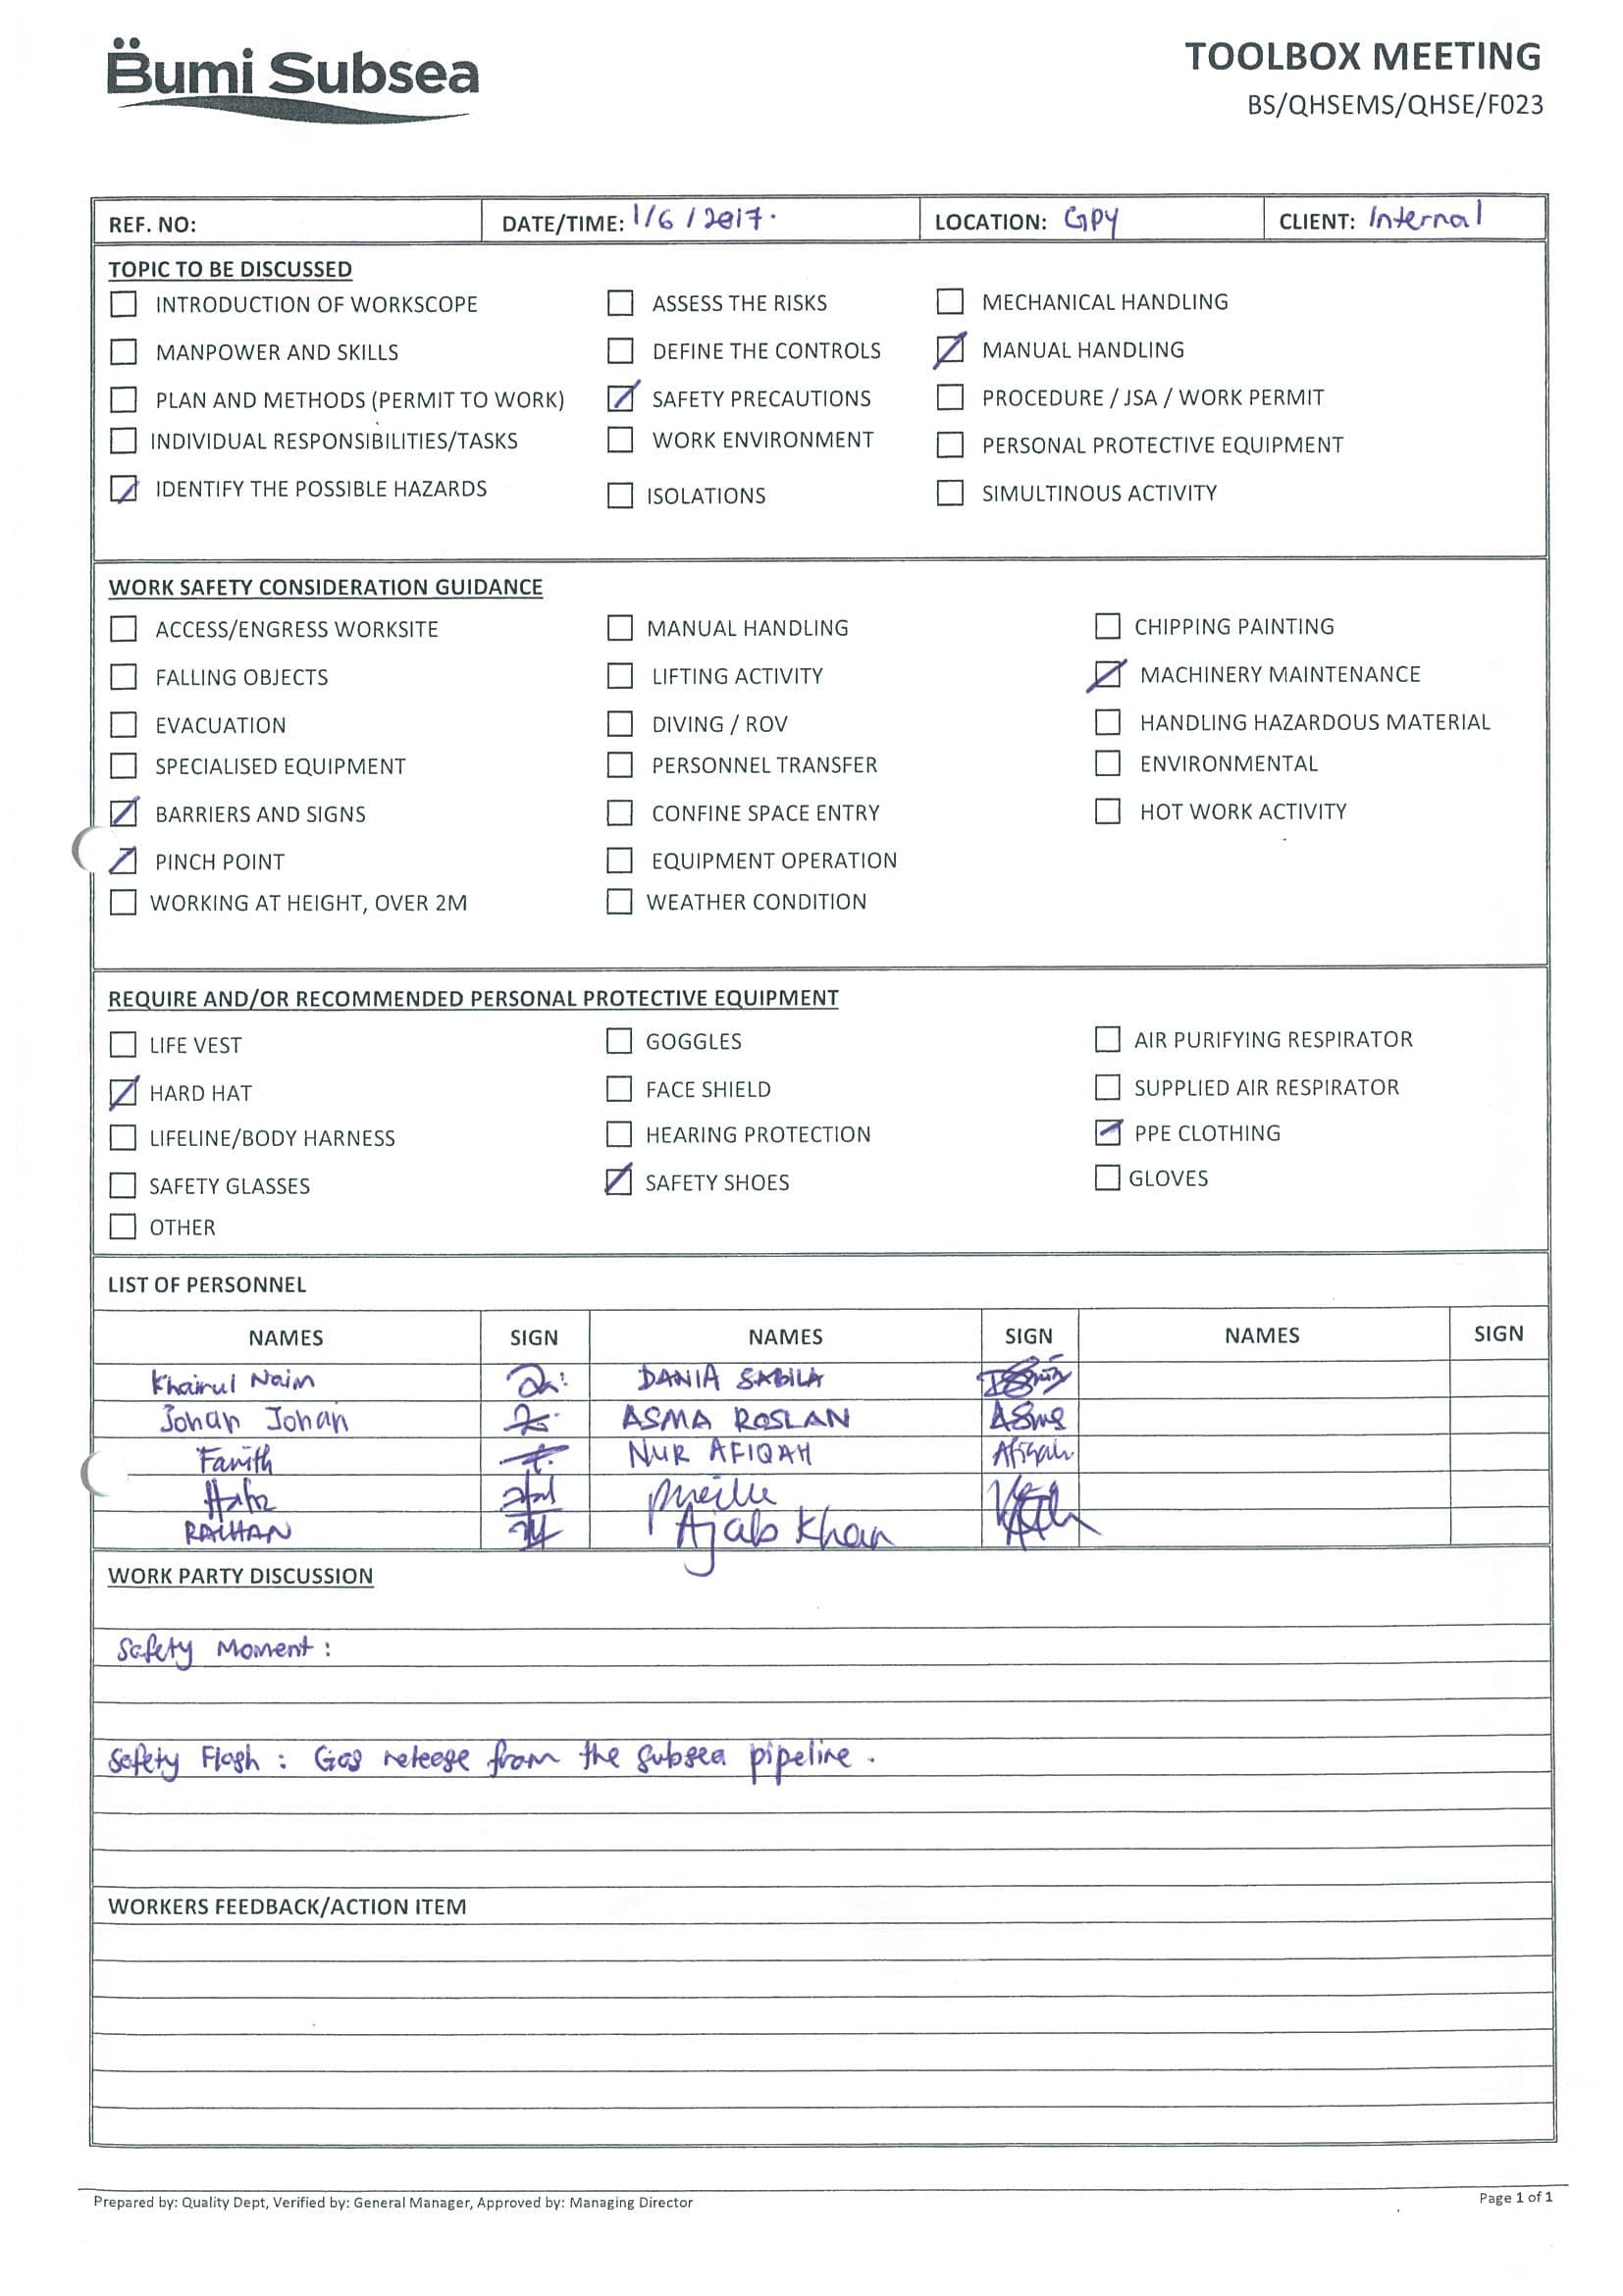 Bumi Subsea
TOOLBOX MEETING
BS/QHSEMS/QHSE/F023
REF. NO: DATE/TIME: 1/6/2017. LOCATION: GPY CLIENT: Internal
TOPIC TO BE DISCUSSED
INTRODUCTION OF WORKSCOPE ASSESS THE RISKS MECHANICAL HANDLING
MANPOWER AND SKILLS DEFINE THE CONTROLS MANUAL HANDLING
PLAN AND METHODS (PERMIT TO WORK) SAFETY PRECAUTIONS PROCEDURE / JSA / WORK PERMIT
INDIVIDUAL RESPONSIBILITIES/TASKS WORK ENVIRONMENT PERSONAL PROTECTIVE EQUIPMENT
IDENTIFY THE POSSIBLE HAZARDS ISOLATIONS SIMULTINOUS ACTIVITY
WORK SAFETY CONSIDERATION GUIDANCE
ACCESS/ENGRESS WORKSITE MANUAL HANDLING CHIPPING PAINTING
FALLING OBJECTS LIFTING ACTIVITY MACHINERY MAINTENANCE
EVACUATION DIVING / ROV HANDLING HAZARDOUS MATERIAL
SPECIALISED EQUIPMENT PERSONNEL TRANSFER ENVIRONMENTAL
BARRIERS AND SIGNS CONFINE SPACE ENTRY HOT WORK ACTIVITY
PINCH POINT EQUIPMENT OPERATION
WORKING AT HEIGHT, OVER 2M WEATHER CONDITION
REQUIRE AND/OR RECOMMENDED PERSONAL PROTECTIVE EQUIPMENT
LIFE VEST GOGGLES AIR PURIFYING RESPIRATOR
HARD HAT FACE SHIELD SUPPLIED AIR RESPIRATOR
LIFELINE/BODY HARNESS HEARING PROTECTION PPE CLOTHING
SAFETY GLASSES SAFETY SHOES GLOVES
OTHER
LIST OF PERSONNEL
NAMES SIGN NAMES SIGN NAMES SIGN
Khairul Naim DANIA SABILA
Johan Johan ASMA ROSLAN Asma
NUR AFIQAH Afiqah
RAIHAN Ajab Khan
WORK PARTY DISCUSSION
Safety Moment :
Safety Flash : Gas release from the subsea pipeline .
WORKERS FEEDBACK/ACTION ITEM
Prepared by: Quality Dept, Verified by: General Manager, Approved by: Managing Director
Page 1 of 1